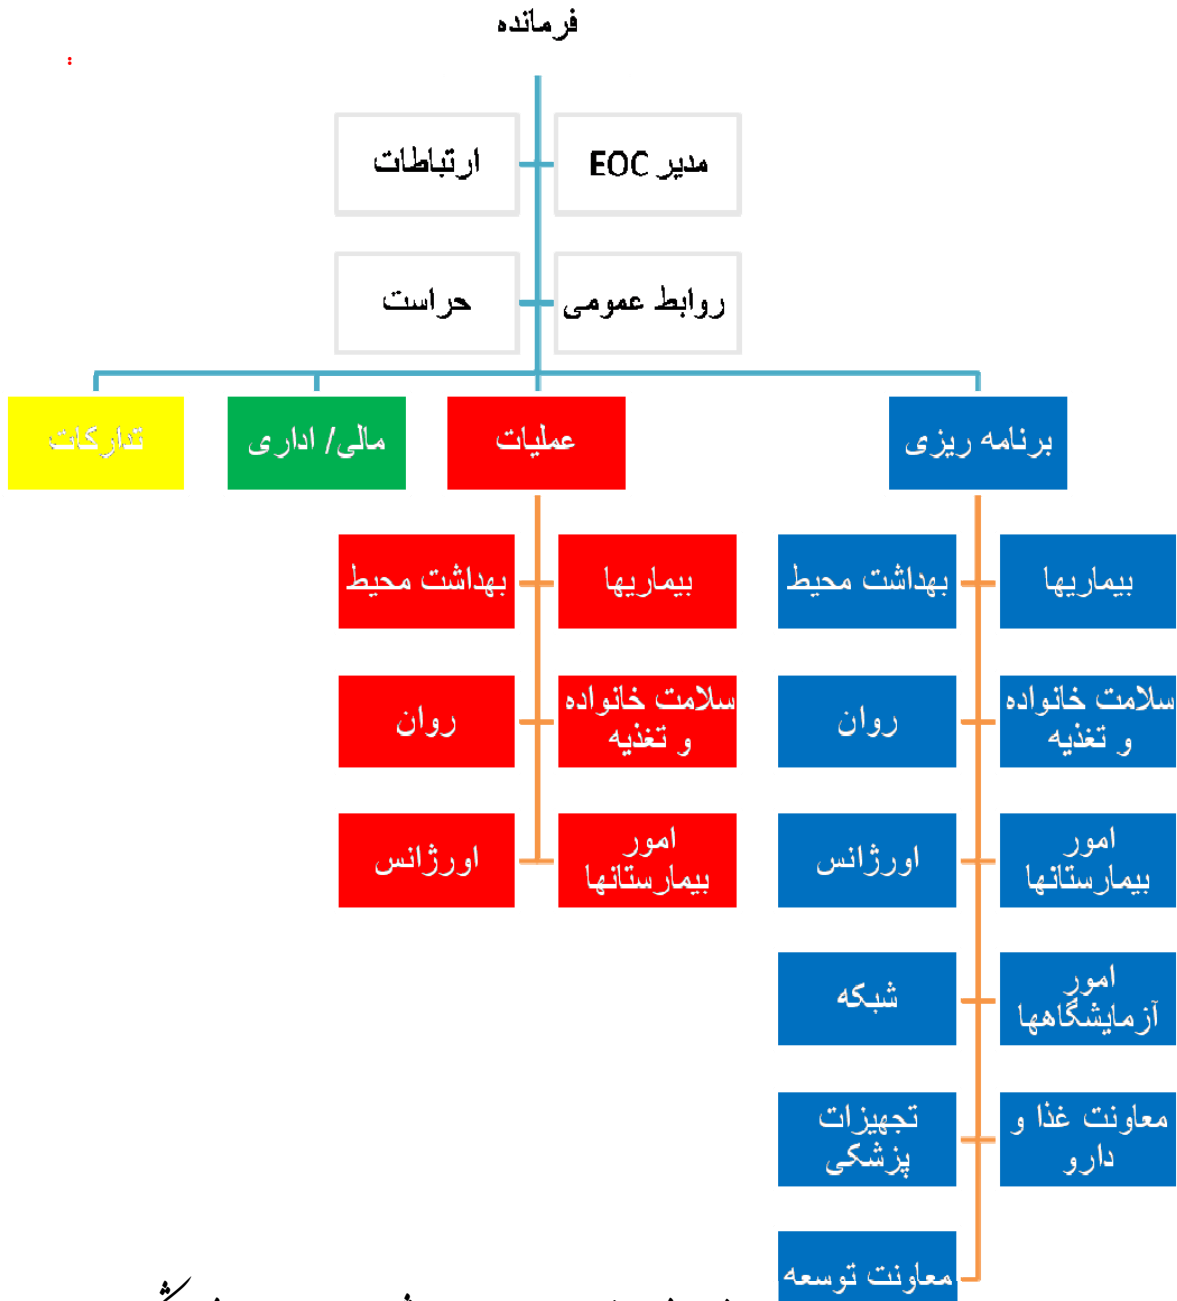 فرمانده
:
مدیر EOC
ارتباطات
روابط عمومی
حراست
برنامه ریزی
عملیات
مالی/ اداری
تدارکات
بیماریها
بهداشت محیط
بیماریها
بهداشت محیط
سلامت خانواده
و تغذیه
روان
سلامت خانواده
و تغذیه
روان
امور
بیمارستانها
اورژانس
امور
بیمارستانها
اورژانس
امور
آزمایشگاهها
شبکه
معاونت غذا و
دارو
تجهیزات
پزشکی
معاونت توسعه